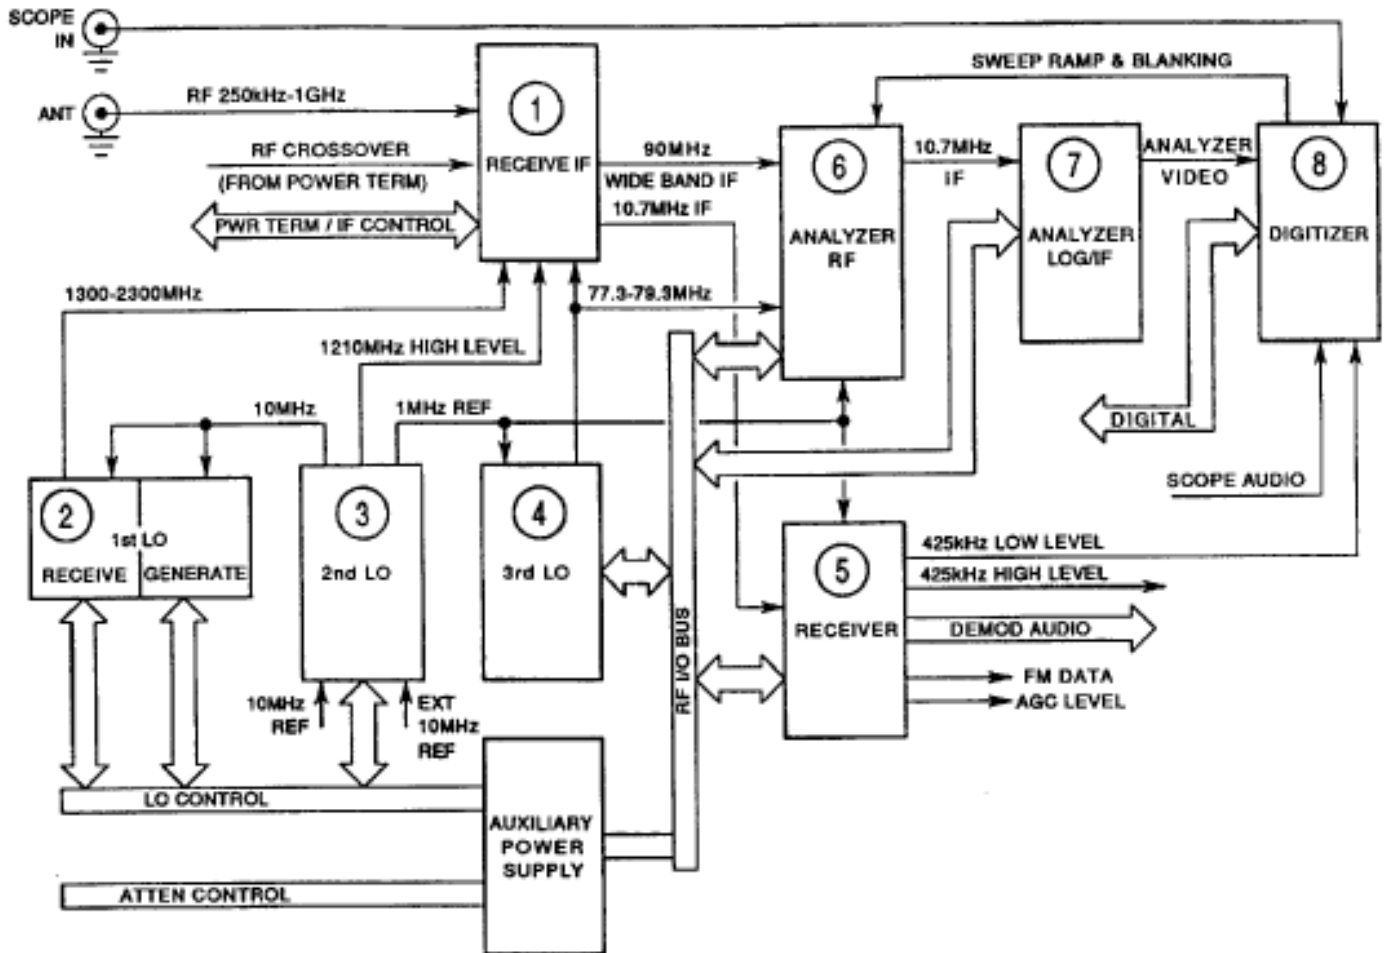 SCOPE
IN
SWEEP RAMP & BLANKING
ANT
RF 250kHz-1GHz
1
RECEIVE IF
RF CROSSOVER
(FROM POWER TERM)
PWR TERM / IF CONTROL
90MHz
WIDE BAND IF
10.7MHz IF
6
ANALYZER
RF
10.7MHz
IF
7
ANALYZER
LOG/IF
ANALYZER
VIDEO
8
DIGITIZER
1300-2300MHz
77.3-79.3MHz
1210MHz HIGH LEVEL
10MHz
1MHz REF
DIGITAL
SCOPE AUDIO
2
1st LO
RECEIVE
GENERATE
3
2nd LO
4
3rd LO
5
RECEIVER
425kHz LOW LEVEL
425kHz HIGH LEVEL
DEMOD AUDIO
FM DATA
AGC LEVEL
RF I/O BUS
10MHz
REF
EXT
10MHz
REF
LO CONTROL
AUXILIARY
POWER
SUPPLY
ATTEN CONTROL